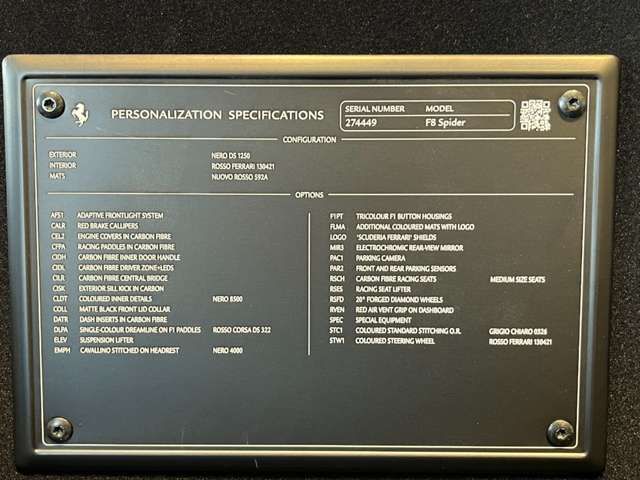 PERSONALIZATION SPECIFICATIONS
SERIAL NUMBER MODEL
274449 F8 Spider
CONFIGURATION
EXTERIOR NERO DS 1250
INTERIOR ROSSO FERRARI 130421
MATS NUOVO ROSSO 592A
OPTIONS
AFS1 ADAPTIVE FRONTLIGHT SYSTEM
CALR RED BRAKE CALLIPERS
CEL2 ENGINE COVERS IN CARBON FIBRE
CFPA RACING PADDLES IN CARBON FIBRE
CIDH CARBON FIBRE INNER DOOR HANDLE
CIDL CARBON FIBRE DRIVER ZONE+LEDS
CILR CARBON FIBRE CENTRAL BRIDGE
CISK EXTERIOR SILL KICK IN CARBON
CLDT COLOURED INNER DETAILS NERO 8500
COLL MATTE BLACK FRONT LID COLLAR
DATR DASH INSERTS IN CARBON FIBRE
DLPA SINGLE-COLOUR DREAMLINE ON F1 PADDLES ROSSO CORSA DS 322
ELEV SUSPENSION LIFTER
EMPH CAVALLINO STITCHED ON HEADREST NERO 4000
F1PT TRICOLOUR F1 BUTTON HOUSINGS
FLMA ADDITIONAL COLOURED MATS WITH LOGO
LOGO 'SCUDERIA FERRARI' SHIELDS
MIR3 ELECTROCHROMIC REAR-VIEW MIRROR
PAC1 PARKING CAMERA
PAR2 FRONT AND REAR PARKING SENSORS
RSCH CARBON FIBRE RACING SEATS MEDIUM SIZE SEATS
RSES RACING SEAT LIFTER
RSFD 20" FORGED DIAMOND WHEELS
RVEN RED AIR VENT GRIP ON DASHBOARD
SPEC SPECIAL EQUIPMENT
STC1 COLOURED STANDARD STITCHING O.R. GRIGIO CHIARO 0326
STW1 COLOURED STEERING WHEEL ROSSO FERRARI 130421